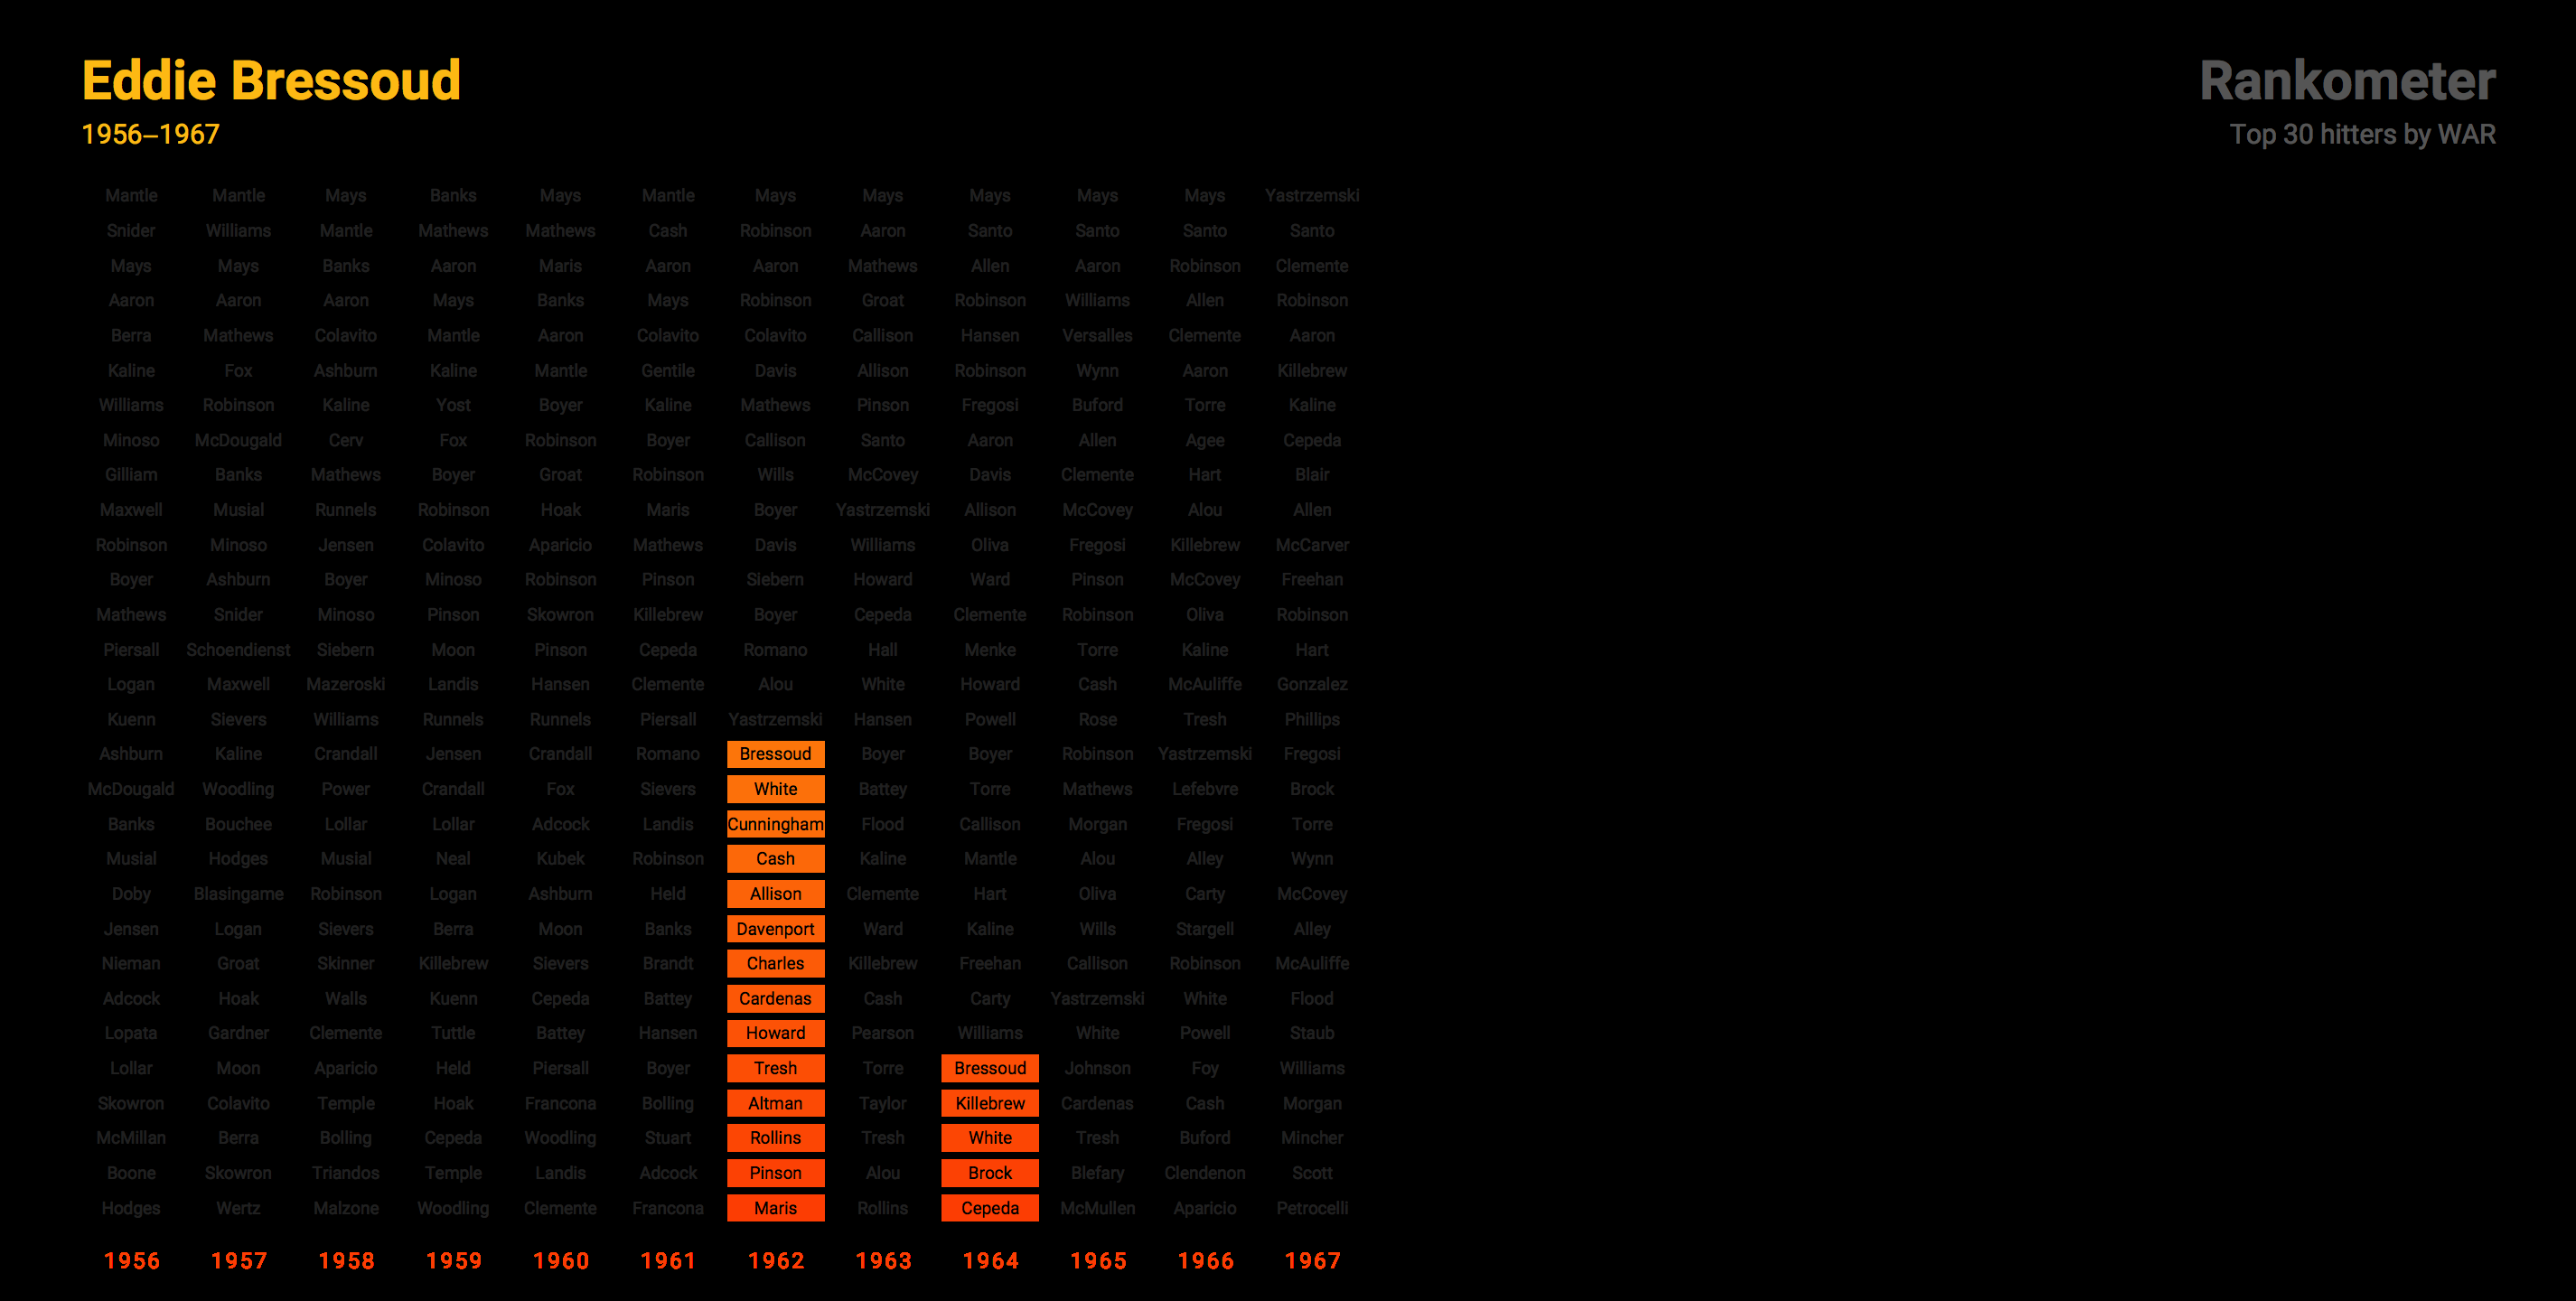 Eddie Bressoud
1956–1967
Rankometer
Top 30 hitters by WAR
Mantle Mantle Mays Banks Mays Mantle Mays Mays Mays Mays Mays Yastrzemski
Snider Williams Mantle Mathews Mathews Cash Robinson Aaron Santo Santo Santo Santo
Mays Mays Banks Aaron Maris Aaron Aaron Mathews Allen Aaron Robinson Clemente
Aaron Aaron Aaron Mays Banks Mays Robinson Groat Robinson Williams Allen Robinson
Berra Mathews Colavito Mantle Aaron Colavito Colavito Callison Hansen Versalles Clemente Aaron
Kaline Fox Ashburn Kaline Mantle Gentile Davis Allison Robinson Wynn Aaron Killebrew
Williams Robinson Kaline Yost Boyer Kaline Mathews Pinson Fregosi Buford Torre Kaline
Minoso McDougald Cerv Fox Robinson Boyer Callison Santo Aaron Allen Agee Cepeda
Gilliam Banks Mathews Boyer Groat Robinson Wills McCovey Davis Clemente Hart Blair
Maxwell Musial Runnels Robinson Hoak Maris Boyer Yastrzemski Allison McCovey Alou Allen
Robinson Minoso Jensen Colavito Aparicio Mathews Davis Williams Oliva Fregosi Killebrew McCarver
Boyer Ashburn Boyer Minoso Robinson Pinson Siebern Howard Ward Pinson McCovey Freehan
Mathews Snider Minoso Pinson Skowron Killebrew Boyer Cepeda Clemente Robinson Oliva Robinson
Piersall Schoendienst Siebern Moon Pinson Cepeda Romano Hall Menke Torre Kaline Hart
Logan Maxwell Mazeroski Landis Hansen Clemente Alou White Howard Cash McAuliffe Gonzalez
Kuenn Sievers Williams Runnels Runnels Piersall Yastrzemski Hansen Powell Rose Tresh Phillips
Ashburn Kaline Crandall Jensen Crandall Romano Bressoud Boyer Boyer Robinson Yastrzemski Fregosi
McDougald Woodling Power Crandall Fox Sievers White Battey Torre Mathews Lefebvre Brock
Banks Bouchee Lollar Lollar Adcock Landis Cunningham Flood Callison Morgan Fregosi Torre
Musial Hodges Musial Neal Kubek Robinson Cash Kaline Mantle Alou Alley Wynn
Doby Blasingame Robinson Logan Ashburn Held Allison Clemente Hart Oliva Carty McCovey
Jensen Logan Sievers Berra Moon Banks Davenport Ward Kaline Wills Stargell Alley
Nieman Groat Skinner Killebrew Sievers Brandt Charles Killebrew Freehan Callison Robinson McAuliffe
Adcock Hoak Walls Kuenn Cepeda Battey Cardenas Cash Carty Yastrzemski White Flood
Lopata Gardner Clemente Tuttle Battey Hansen Howard Pearson Williams White Powell Staub
Lollar Moon Aparicio Held Piersall Boyer Tresh Torre Bressoud Johnson Foy Williams
Skowron Colavito Temple Hoak Francona Bolling Altman Taylor Killebrew Cardenas Cash Morgan
McMillan Berra Bolling Cepeda Woodling Stuart Rollins Tresh White Tresh Buford Mincher
Boone Skowron Triandos Temple Landis Adcock Pinson Alou Brock Blefary Clendenon Scott
Hodges Wertz Malzone Woodling Clemente Francona Maris Rollins Cepeda McMullen Aparicio Petrocelli
1956 1957 1958 1959 1960 1961 1962 1963 1964 1965 1966 1967